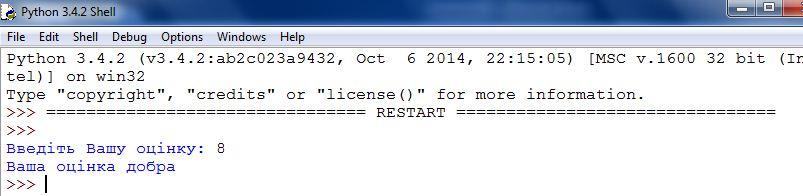 Python 3.4.2 Shell
File Edit Shell Debug Options Windows Help
Python 3.4.2 (v3.4.2:ab2c023a9432, Oct  6 2014, 22:15:05) [MSC v.1600 32 bit (In
tel)] on win32
Type "copyright", "credits" or "license()" for more information.
>>> ================================ RESTART ================================
>>>
Введіть Вашу оцінку: 8
Ваша оцінка добра
>>>